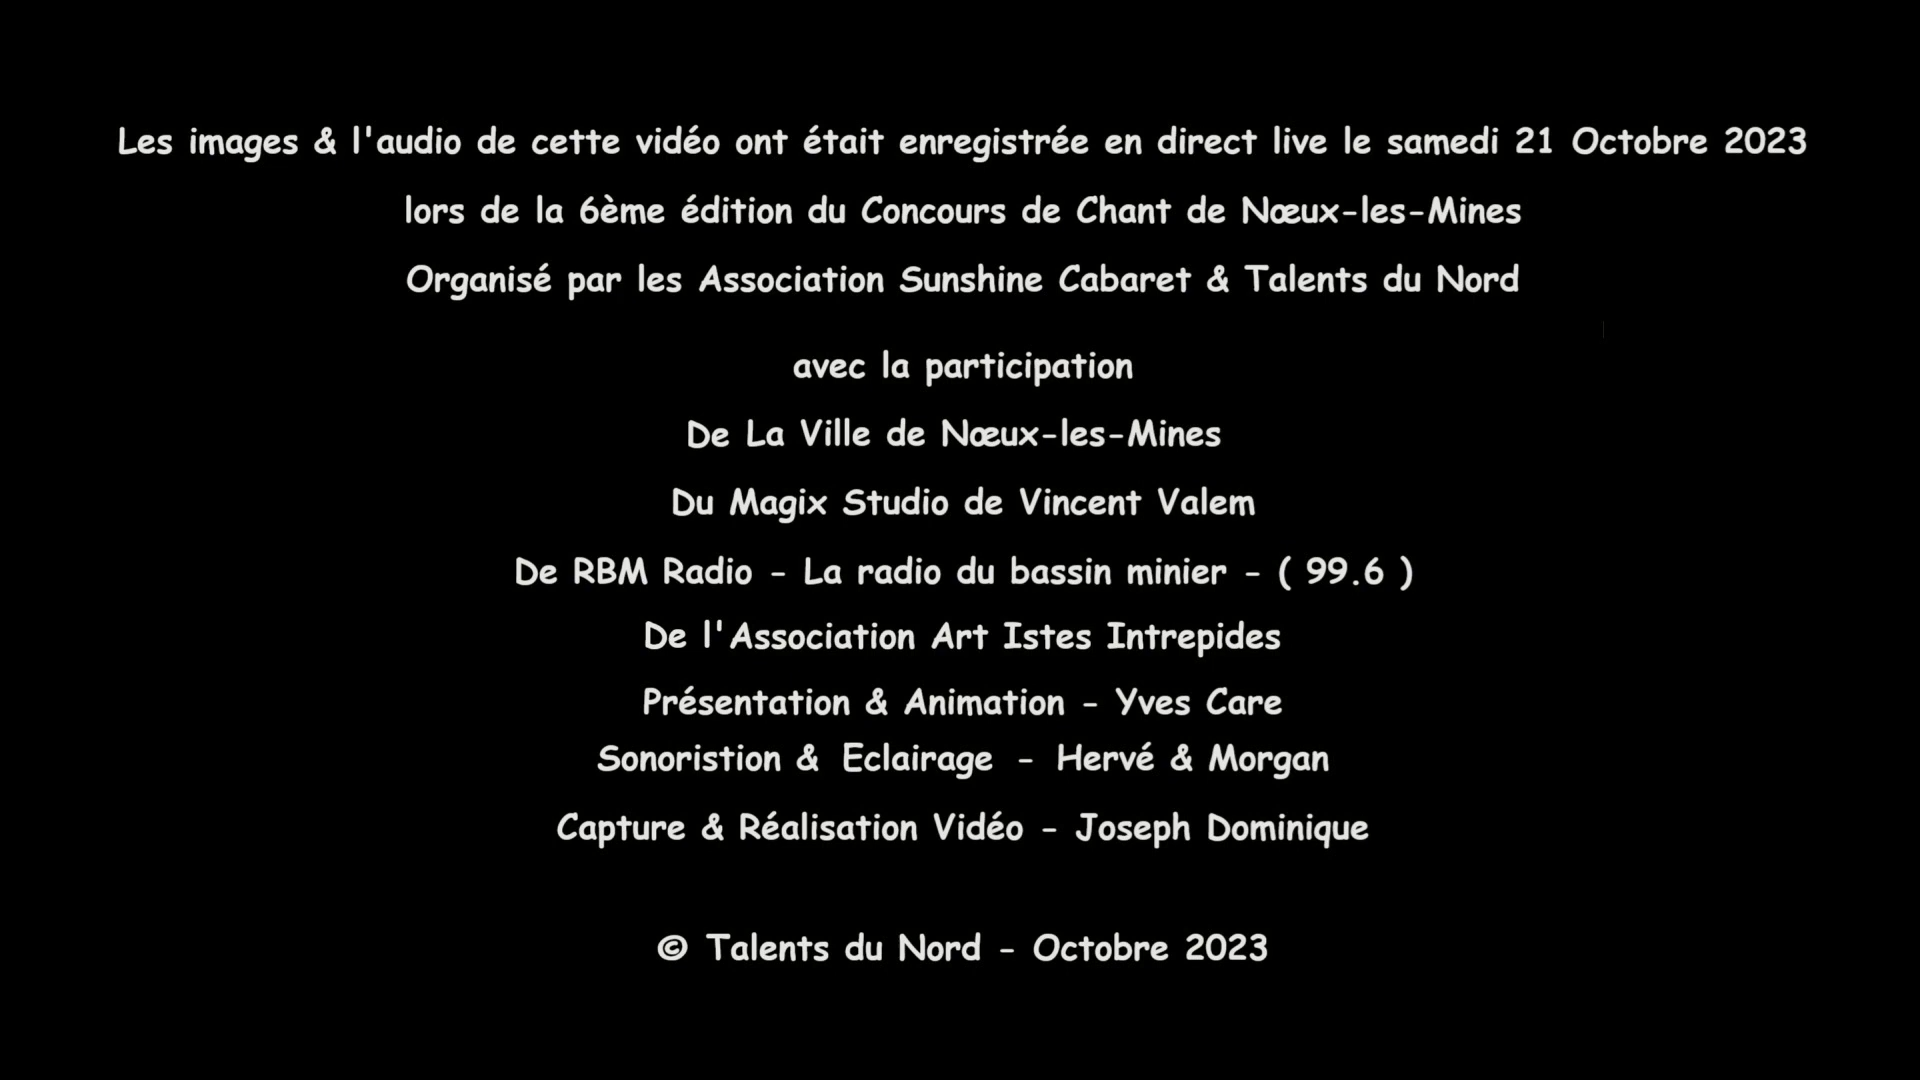 Les images & l'audio de cette vidéo ont était enregistrée en direct live le samedi 21 Octobre 2023
lors de la 6ème édition du Concours de Chant de Nœux-les-Mines
Organisé par les Association Sunshine Cabaret & Talents du Nord
avec la participation
De La Ville de Nœux-les-Mines
Du Magix Studio de Vincent Valem
De RBM Radio - La radio du bassin minier - ( 99.6 )
De l'Association Art Istes Intrepides
Présentation & Animation - Yves Care
Sonoristion & Eclairage - Hervé & Morgan
Capture & Réalisation Vidéo - Joseph Dominique
© Talents du Nord - Octobre 2023